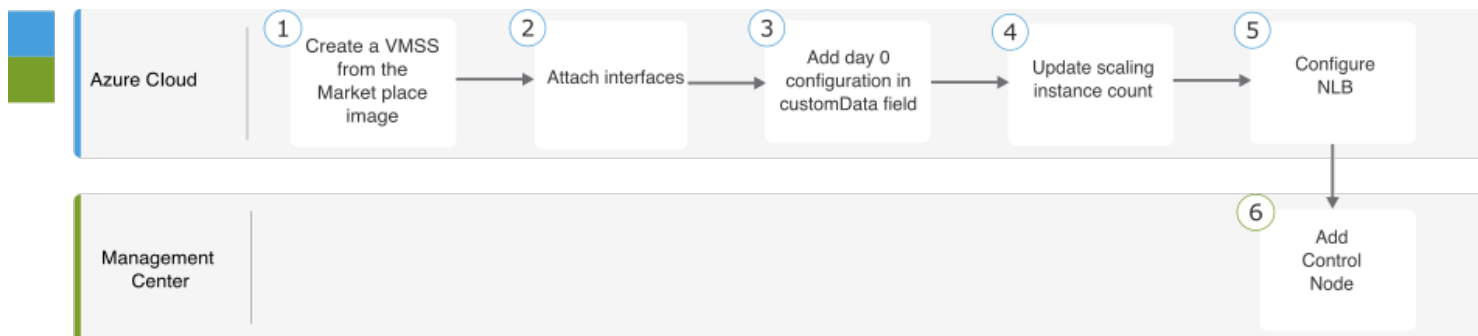 Azure Cloud
1
Create a VMSS
from the
Market place
image
2
Attach interfaces
3
Add day 0
configuration in
customData field
4
Update scaling
instance count
5
Configure
NLB
Management
Center
6
Add
Control
Node